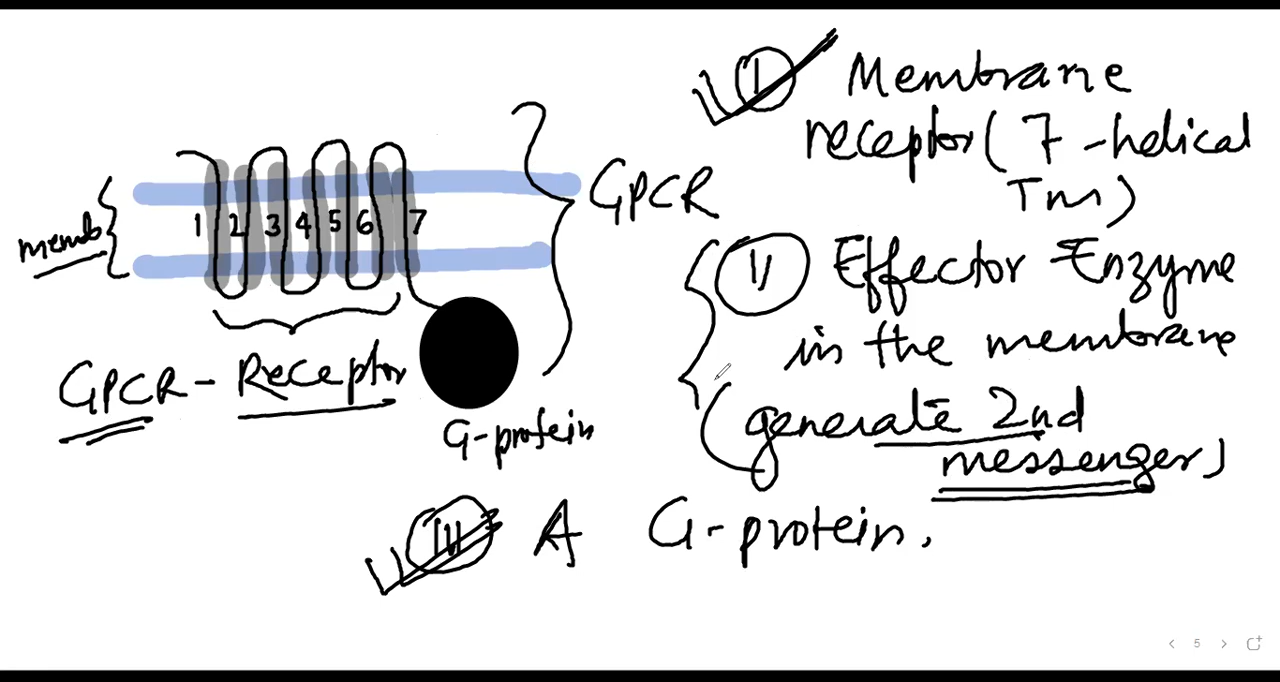 I Membrane
receptor (7-helical
Tm)
GPCR
memb
1 2 3 4 5 6 7
II Effector Enzyme
in the membrane
(generate 2nd
messenger)
GPCR - Receptor
G-protein
III A G-protein.
5